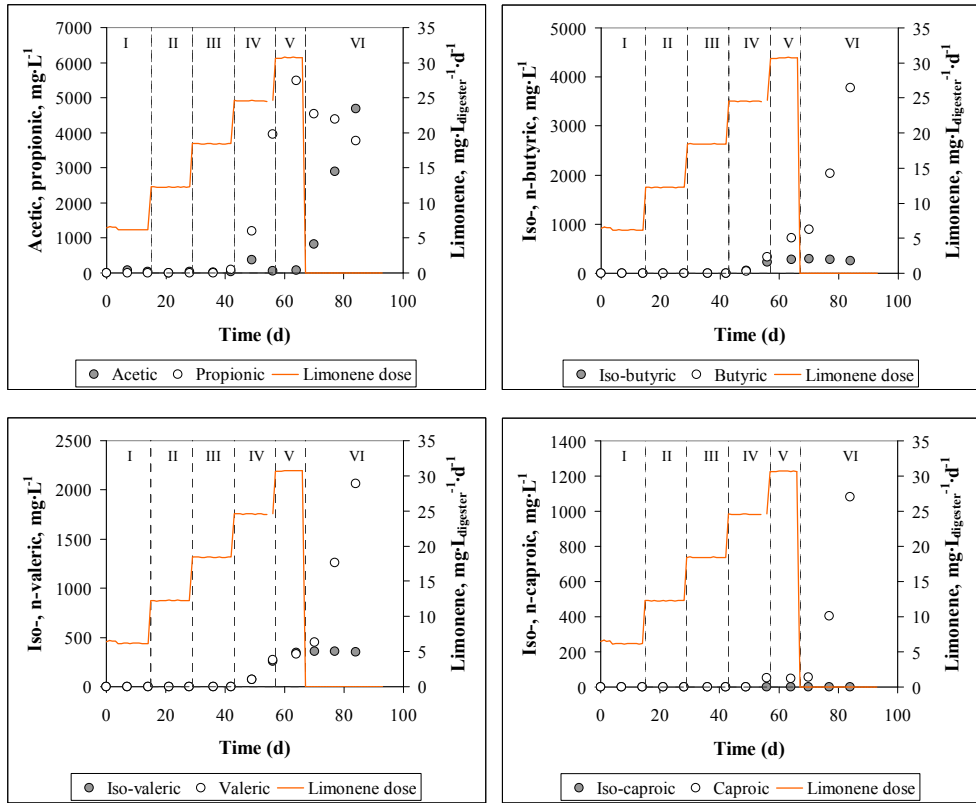 Acetic, propionic, mg·L⁻¹
7000
6000
5000
4000
3000
2000
1000
0
I II III IV V VI
35
30
25
20
15
10
5
0
Limonene, mg·L_digester⁻¹·d⁻¹
0 20 40 60 80 100
Time (d)
Acetic Propionic Limonene dose
Iso-, n-butyric, mg·L⁻¹
5000
4000
3000
2000
1000
0
I II III IV V VI
35
30
25
20
15
10
5
0
Limonene, mg·L_digester⁻¹·d⁻¹
0 20 40 60 80 100
Time (d)
Iso-butyric Butyric Limonene dose
Iso-, n-valeric, mg·L⁻¹
2500
2000
1500
1000
500
0
I II III IV V VI
35
30
25
20
15
10
5
0
Limonene, mg·L_digester⁻¹·d⁻¹
0 20 40 60 80 100
Time (d)
Iso-valeric Valeric Limonene dose
Iso-, n-caproic, mg·L⁻¹
1400
1200
1000
800
600
400
200
0
I II III IV V VI
35
30
25
20
15
10
5
0
Limonene, mg·L_digester⁻¹·d⁻¹
0 20 40 60 80 100
Time (d)
Iso-caproic Caproic Limonene dose